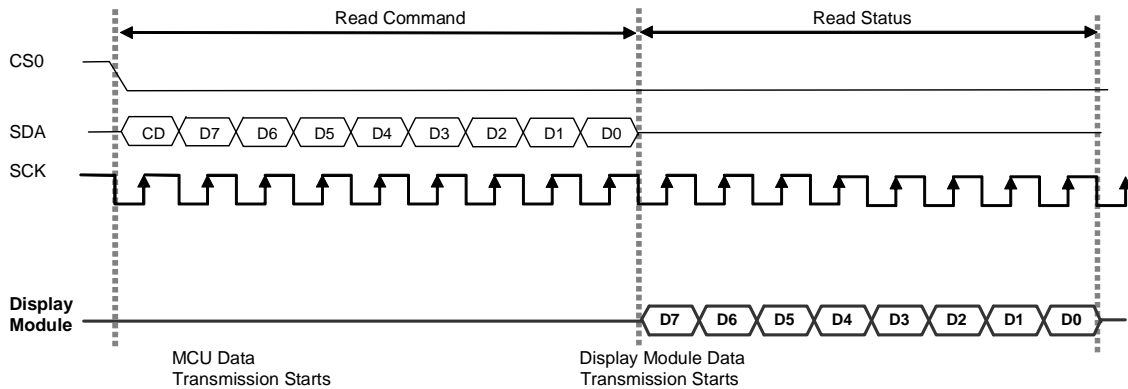 Read Command Read Status
CS0
SDA CD D7 D6 D5 D4 D3 D2 D1 D0
SCK
Display
Module D7 D6 D5 D4 D3 D2 D1 D0
MCU Data Display Module Data
Transmission Starts Transmission Starts